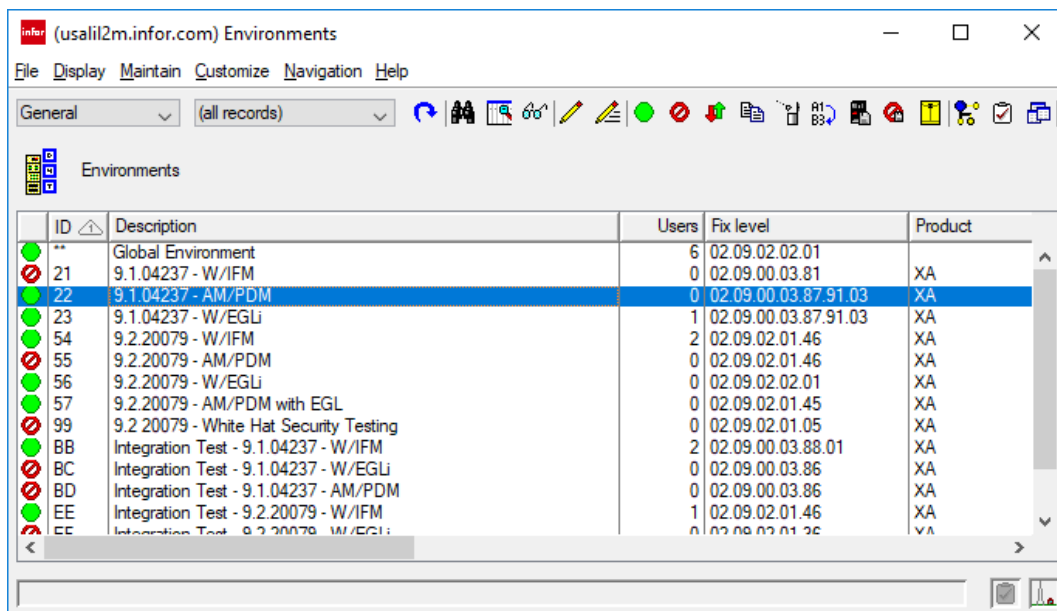 infor (usalil2m.infor.com) Environments
File Display Maintain Customize Navigation Help
General (all records)
Environments
ID Description Users Fix level Product
** Global Environment 6 02.09.02.02.01
21 9.1.04237 - W/IFM 0 02.09.00.03.81 XA
22 9.1.04237 - AM/PDM 0 02.09.00.03.87.91.03 XA
23 9.1.04237 - W/EGLi 1 02.09.00.03.87.91.03 XA
54 9.2.20079 - W/IFM 2 02.09.02.01.46 XA
55 9.2.20079 - AM/PDM 0 02.09.02.01.46 XA
56 9.2.20079 - W/EGLi 0 02.09.02.02.01 XA
57 9.2.20079 - AM/PDM with EGL 0 02.09.02.01.45 XA
99 9.2 20079 - White Hat Security Testing 0 02.09.02.01.05 XA
BB Integration Test - 9.1.04237 - W/IFM 2 02.09.00.03.88.01 XA
BC Integration Test - 9.1.04237 - W/EGLi 0 02.09.00.03.86 XA
BD Integration Test - 9.1.04237 - AM/PDM 0 02.09.00.03.86 XA
EE Integration Test - 9.2.20079 - W/IFM 1 02.09.02.01.46 XA
Integration Test - 9.2.20079 - W/EGLi 0 XA